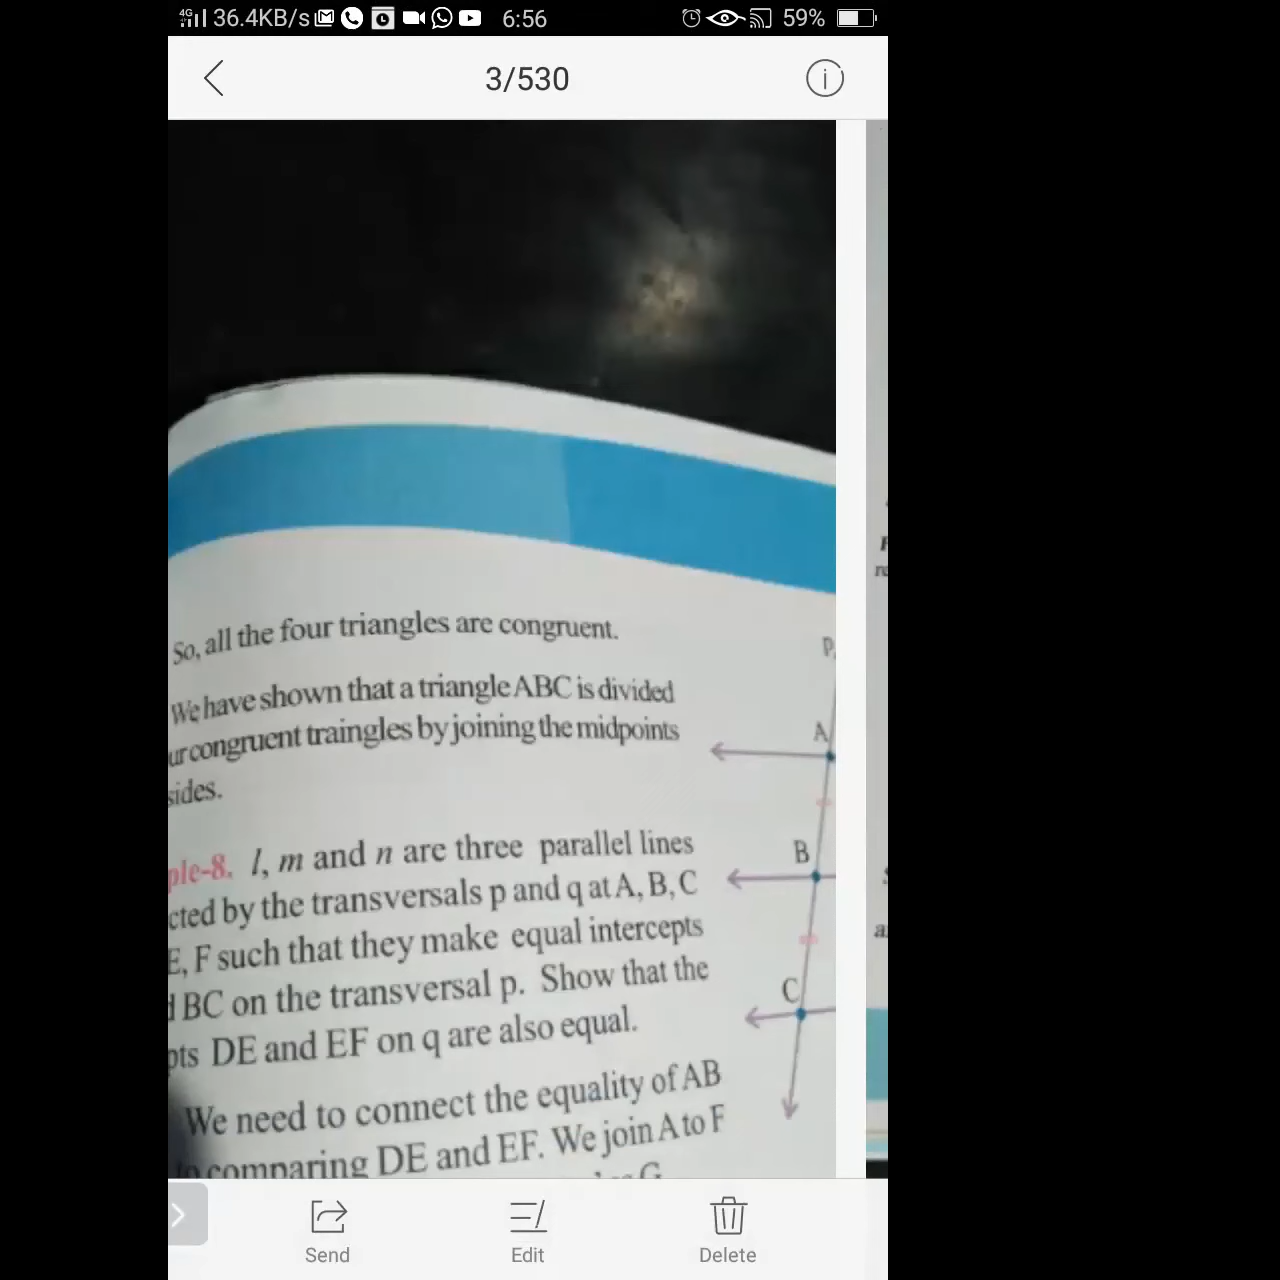 4G 36.4KB/s 6:56 59%
3/530
So, all the four triangles are congruent.
We have shown that a triangle ABC is divided
ur congruent traingles by joining the midpoints
sides.
ple-8. l, m and n are three parallel lines
cted by the transversals p and q at A, B, C
E, F such that they make equal intercepts
d BC on the transversal p. Show that the
pts DE and EF on q are also equal.
We need to connect the equality of AB
to comparing DE and EF. We join A to F
G
P
A
B
C
Send Edit Delete